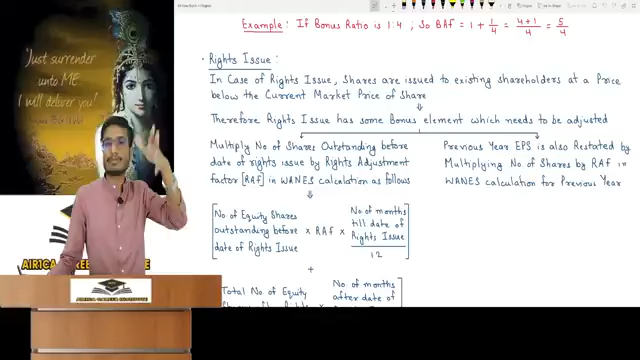 Example: If Bonus Ratio is 1:4 ; So BAf = 1 + 1/4 = 4+1/4 = 5/4
"Just surrender
unto ME,
I will deliver you!"
• Rights Issue:
In Case of Rights Issue, Shares are issued to existing shareholders at a Price
below the Current Market Price of Share
⇓
Therefore Rights Issue has some Bonus element which needs to be adjusted
Multiply No of Shares Outstanding before
date of rights issue by Rights Adjustment
factor [RAf] in WANES calculation as follows
⇓
Previous Year EPS is also Restated by
Multiplying No of Shares by RAf in
WANES calculation for Previous Year
No of Equity Shares
outstanding before
date of Rights Issue
× RAf ×
No of months
till date of
Rights Issue
12
+
Total No of Equity
No of months
after date of
AIR1CA